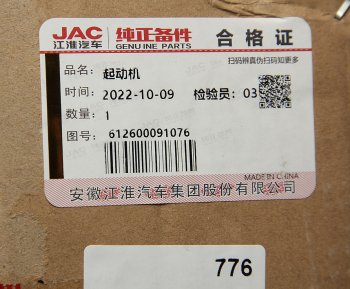 JAC 纯正备件 合格证
江淮汽车 GENUINE PARTS
扫码辨真伪扫码知更多
品名：起动机
时间：2022-10-09 检验员：03
数量：1
图号：612600091076
MADE IN CHINA
安徽江淮汽车集团股份有限公司
776